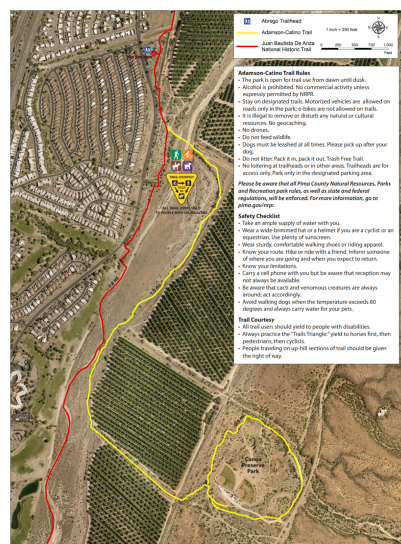 Abrego Trailhead
Adamson-Catino Trail
Juan Bautista De Anza
National Historic Trail
1 inch = 250 feet
0 250 500 750 1,000
Feet
Adamson-Catino Trail Rules
• The park is open for trail use from dawn until dusk.
• Alcohol is prohibited. No commercial activity unless
expressly permitted by NRPR.
• Stay on designated trails. Motorized vehicles are allowed on
roads only in the park; e-bikes are not allowed on trails.
• It is illegal to remove or disturb any natural or cultural
resources. No geocaching.
• No drones.
• Do not feed wildlife.
• Dogs must be leashed at all times. Please pick up after your
dog.
• Do not litter. Pack it in, pack it out. Trash Free Trail.
• No loitering at trailheads or in other areas. Trailheads are for
access only. Park only in the designated parking area.
Please be aware that all Pima County Natural Resources, Parks
and Recreation park rules, as well as state and federal
regulations, will be enforced. For more information, go to
pima.gov/nrpr.
Safety Checklist
• Take an ample supply of water with you.
• Wear a wide-brimmed hat or a helmet if you are a cyclist or an
equestrian. Use plenty of sunscreen.
• Wear sturdy, comfortable walking shoes or riding apparel.
• Know your route. Hike or ride with a friend. Inform someone
of where you are going and when you expect to return.
• Know your limitations.
• Carry a cell phone with you but be aware that reception may
not always be available.
• Be aware that cacti and venomous creatures are always
around; act accordingly.
• Avoid walking dogs when the temperature exceeds 80
degrees and always carry water for your pets.
Trail Courtesy
• All trail users should yield to people with disabilities.
• Always practice the "Trails Triangle:" yield to horses first, then
pedestrians, then cyclists.
• People traveling on up-hill sections of trail should be given
the right of way.
TRAIL COURTESY
ALL TRAIL USERS YIELD
TO PEOPLE WITH DISABILITIES
Canoa
Preserve
Park